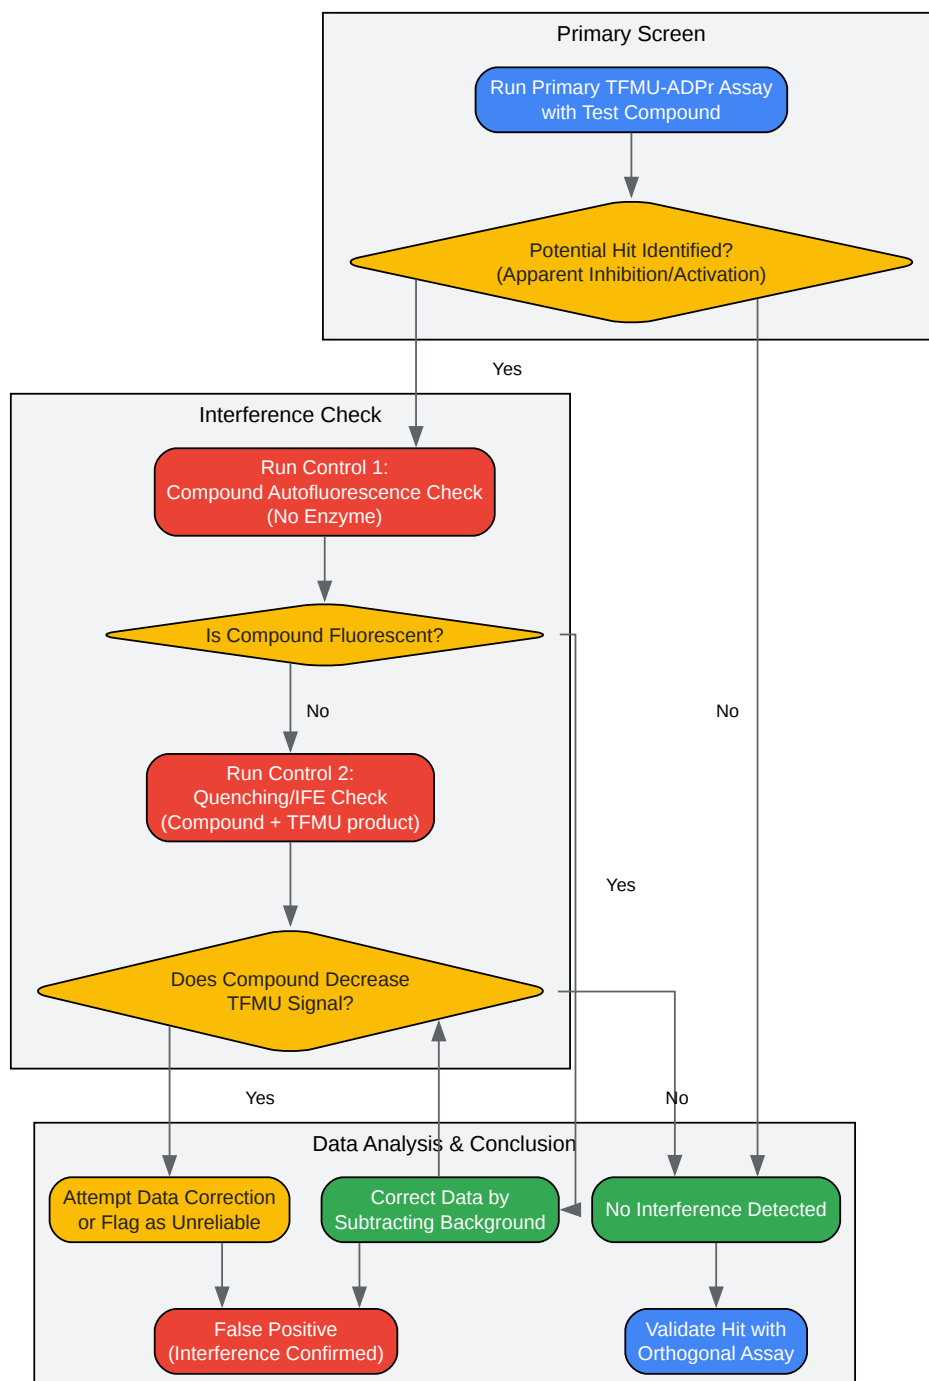 Primary Screen
Run Primary TFMU-ADPr Assay
with Test Compound
Potential Hit Identified?
(Apparent Inhibition/Activation)
Yes
Interference Check
Run Control 1:
Compound Autofluorescence Check
(No Enzyme)
Is Compound Fluorescent?
No
No
Run Control 2:
Quenching/IFE Check
(Compound + TFMU product)
Yes
Does Compound Decrease
TFMU Signal?
Yes
No
Data Analysis & Conclusion
Attempt Data Correction
or Flag as Unreliable
Correct Data by
Subtracting Background
No Interference Detected
False Positive
(Interference Confirmed)
Validate Hit with
Orthogonal Assay